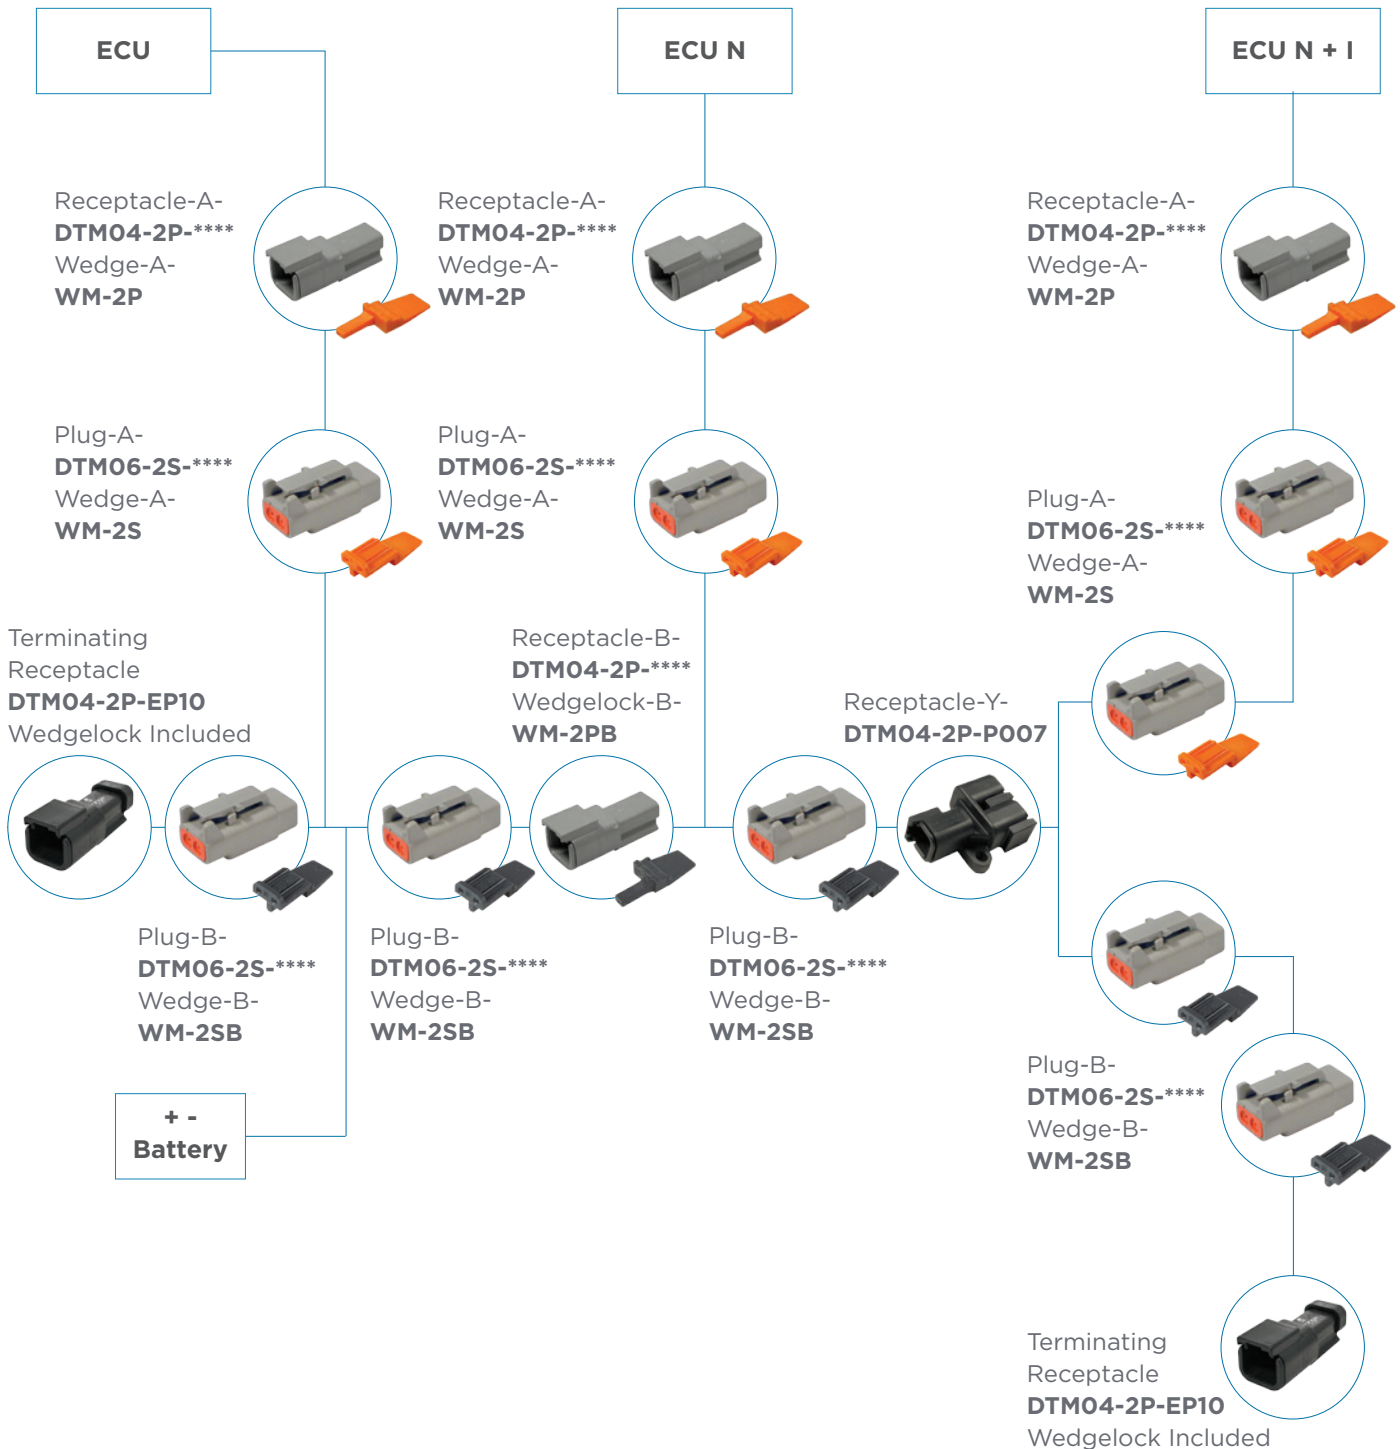 ECU
ECU N
ECU N + I
Receptacle-A-
DTM04-2P-****
Wedge-A-
WM-2P
Receptacle-A-
DTM04-2P-****
Wedge-A-
WM-2P
Receptacle-A-
DTM04-2P-****
Wedge-A-
WM-2P
Plug-A-
DTM06-2S-****
Wedge-A-
WM-2S
Plug-A-
DTM06-2S-****
Wedge-A-
WM-2S
Plug-A-
DTM06-2S-****
Wedge-A-
WM-2S
Terminating
Receptacle
DTM04-2P-EP10
Wedgelock Included
Receptacle-B-
DTM04-2P-****
Wedgelock-B-
WM-2PB
Receptacle-Y-
DTM04-2P-P007
Plug-B-
DTM06-2S-****
Wedge-B-
WM-2SB
Plug-B-
DTM06-2S-****
Wedge-B-
WM-2SB
Plug-B-
DTM06-2S-****
Wedge-B-
WM-2SB
+ -
Battery
Plug-B-
DTM06-2S-****
Wedge-B-
WM-2SB
Terminating
Receptacle
DTM04-2P-EP10
Wedgelock Included